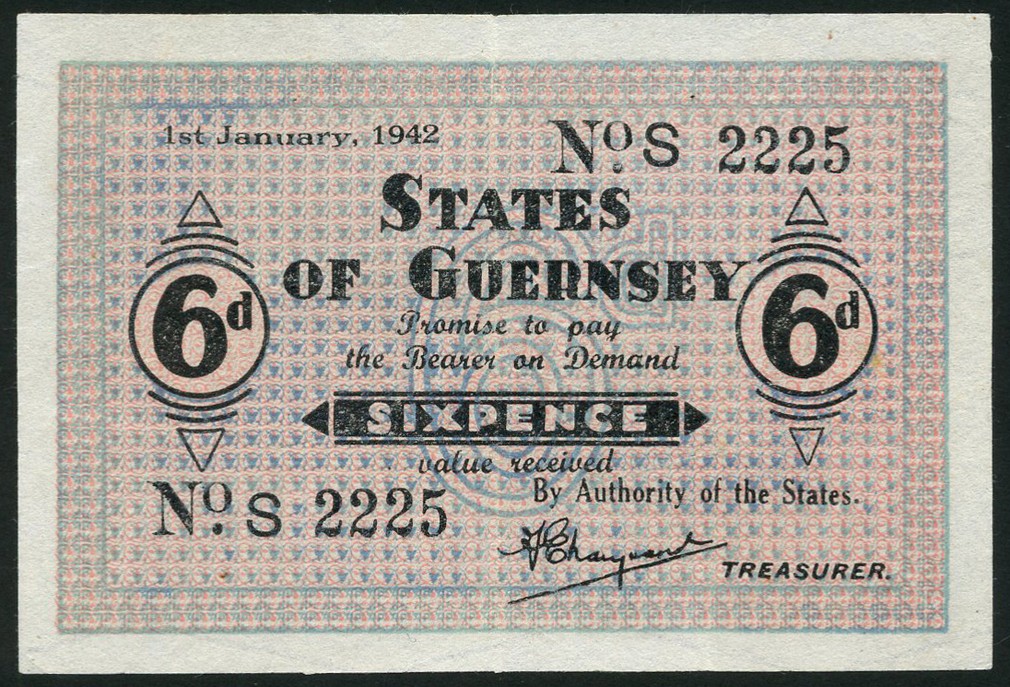 1st January, 1942
No. S 2225
STATES
OF GUERNSEY
6d
6d
Promise to pay
the Bearer on Demand
SIXPENCE
value received
By Authority of the States.
No. S 2225
TREASURER.